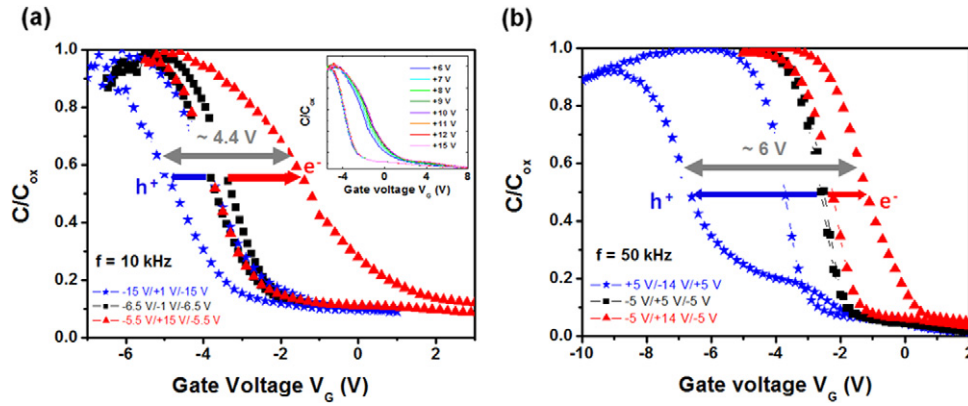 (a)
C/Cox
1.0
0.8
0.6
0.4
0.2
0.0
~ 4.4 V
h+
e-
f = 10 kHz
-15 V/+1 V/-15 V
-6.5 V/-1 V/-6.5 V
-5.5 V/+15 V/-5.5 V
-6 -4 -2 0 2
Gate Voltage VG (V)
C/Cox
+6 V
+7 V
+8 V
+9 V
+10 V
+11 V
+12 V
+15 V
-4 0 4 8
Gate voltage VG (V)
(b)
C/Cox
1.0
0.8
0.6
0.4
0.2
0.0
~ 6 V
h+
e-
f = 50 kHz
+5 V/-14 V/+5 V
-5 V/+5 V/-5 V
-5 V/+14 V/-5 V
-10 -8 -6 -4 -2 0 2
Gate voltage VG (V)